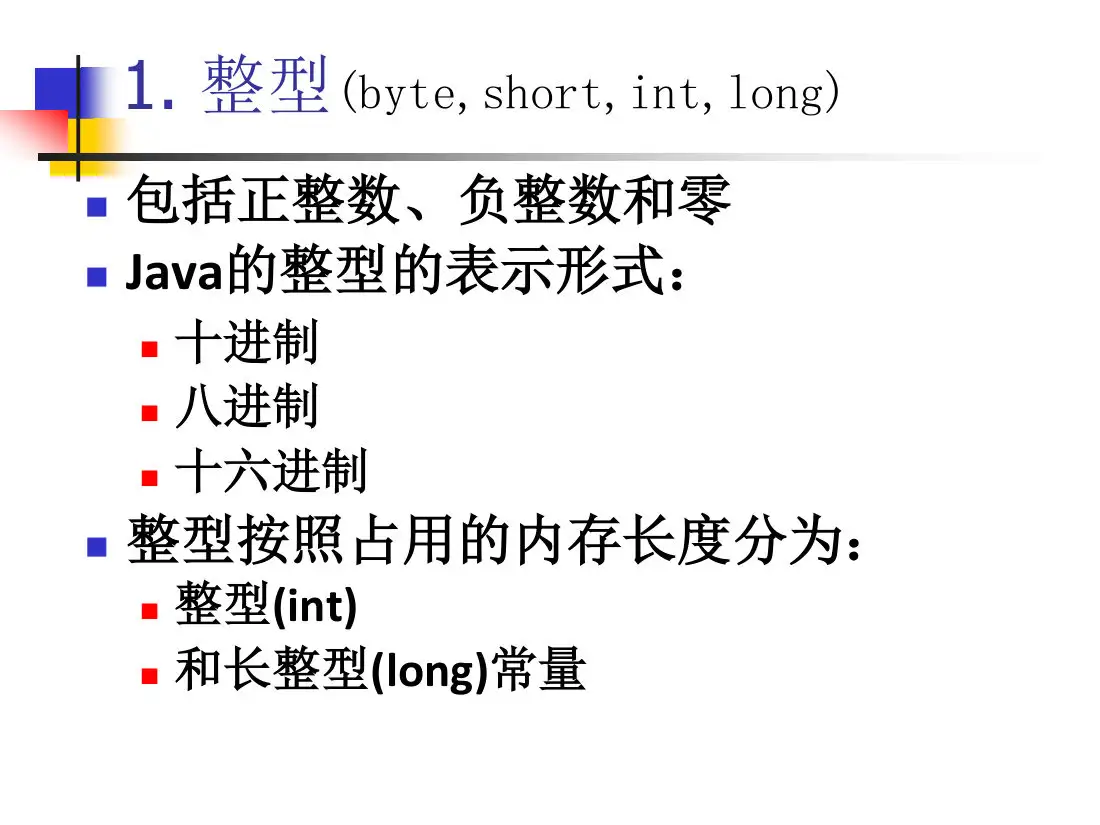 1. 整型(byte,short,int,long)
包括正整数、负整数和零
Java的整型的表示形式：
十进制
八进制
十六进制
整型按照占用的内存长度分为：
整型(int)
和长整型(long)常量